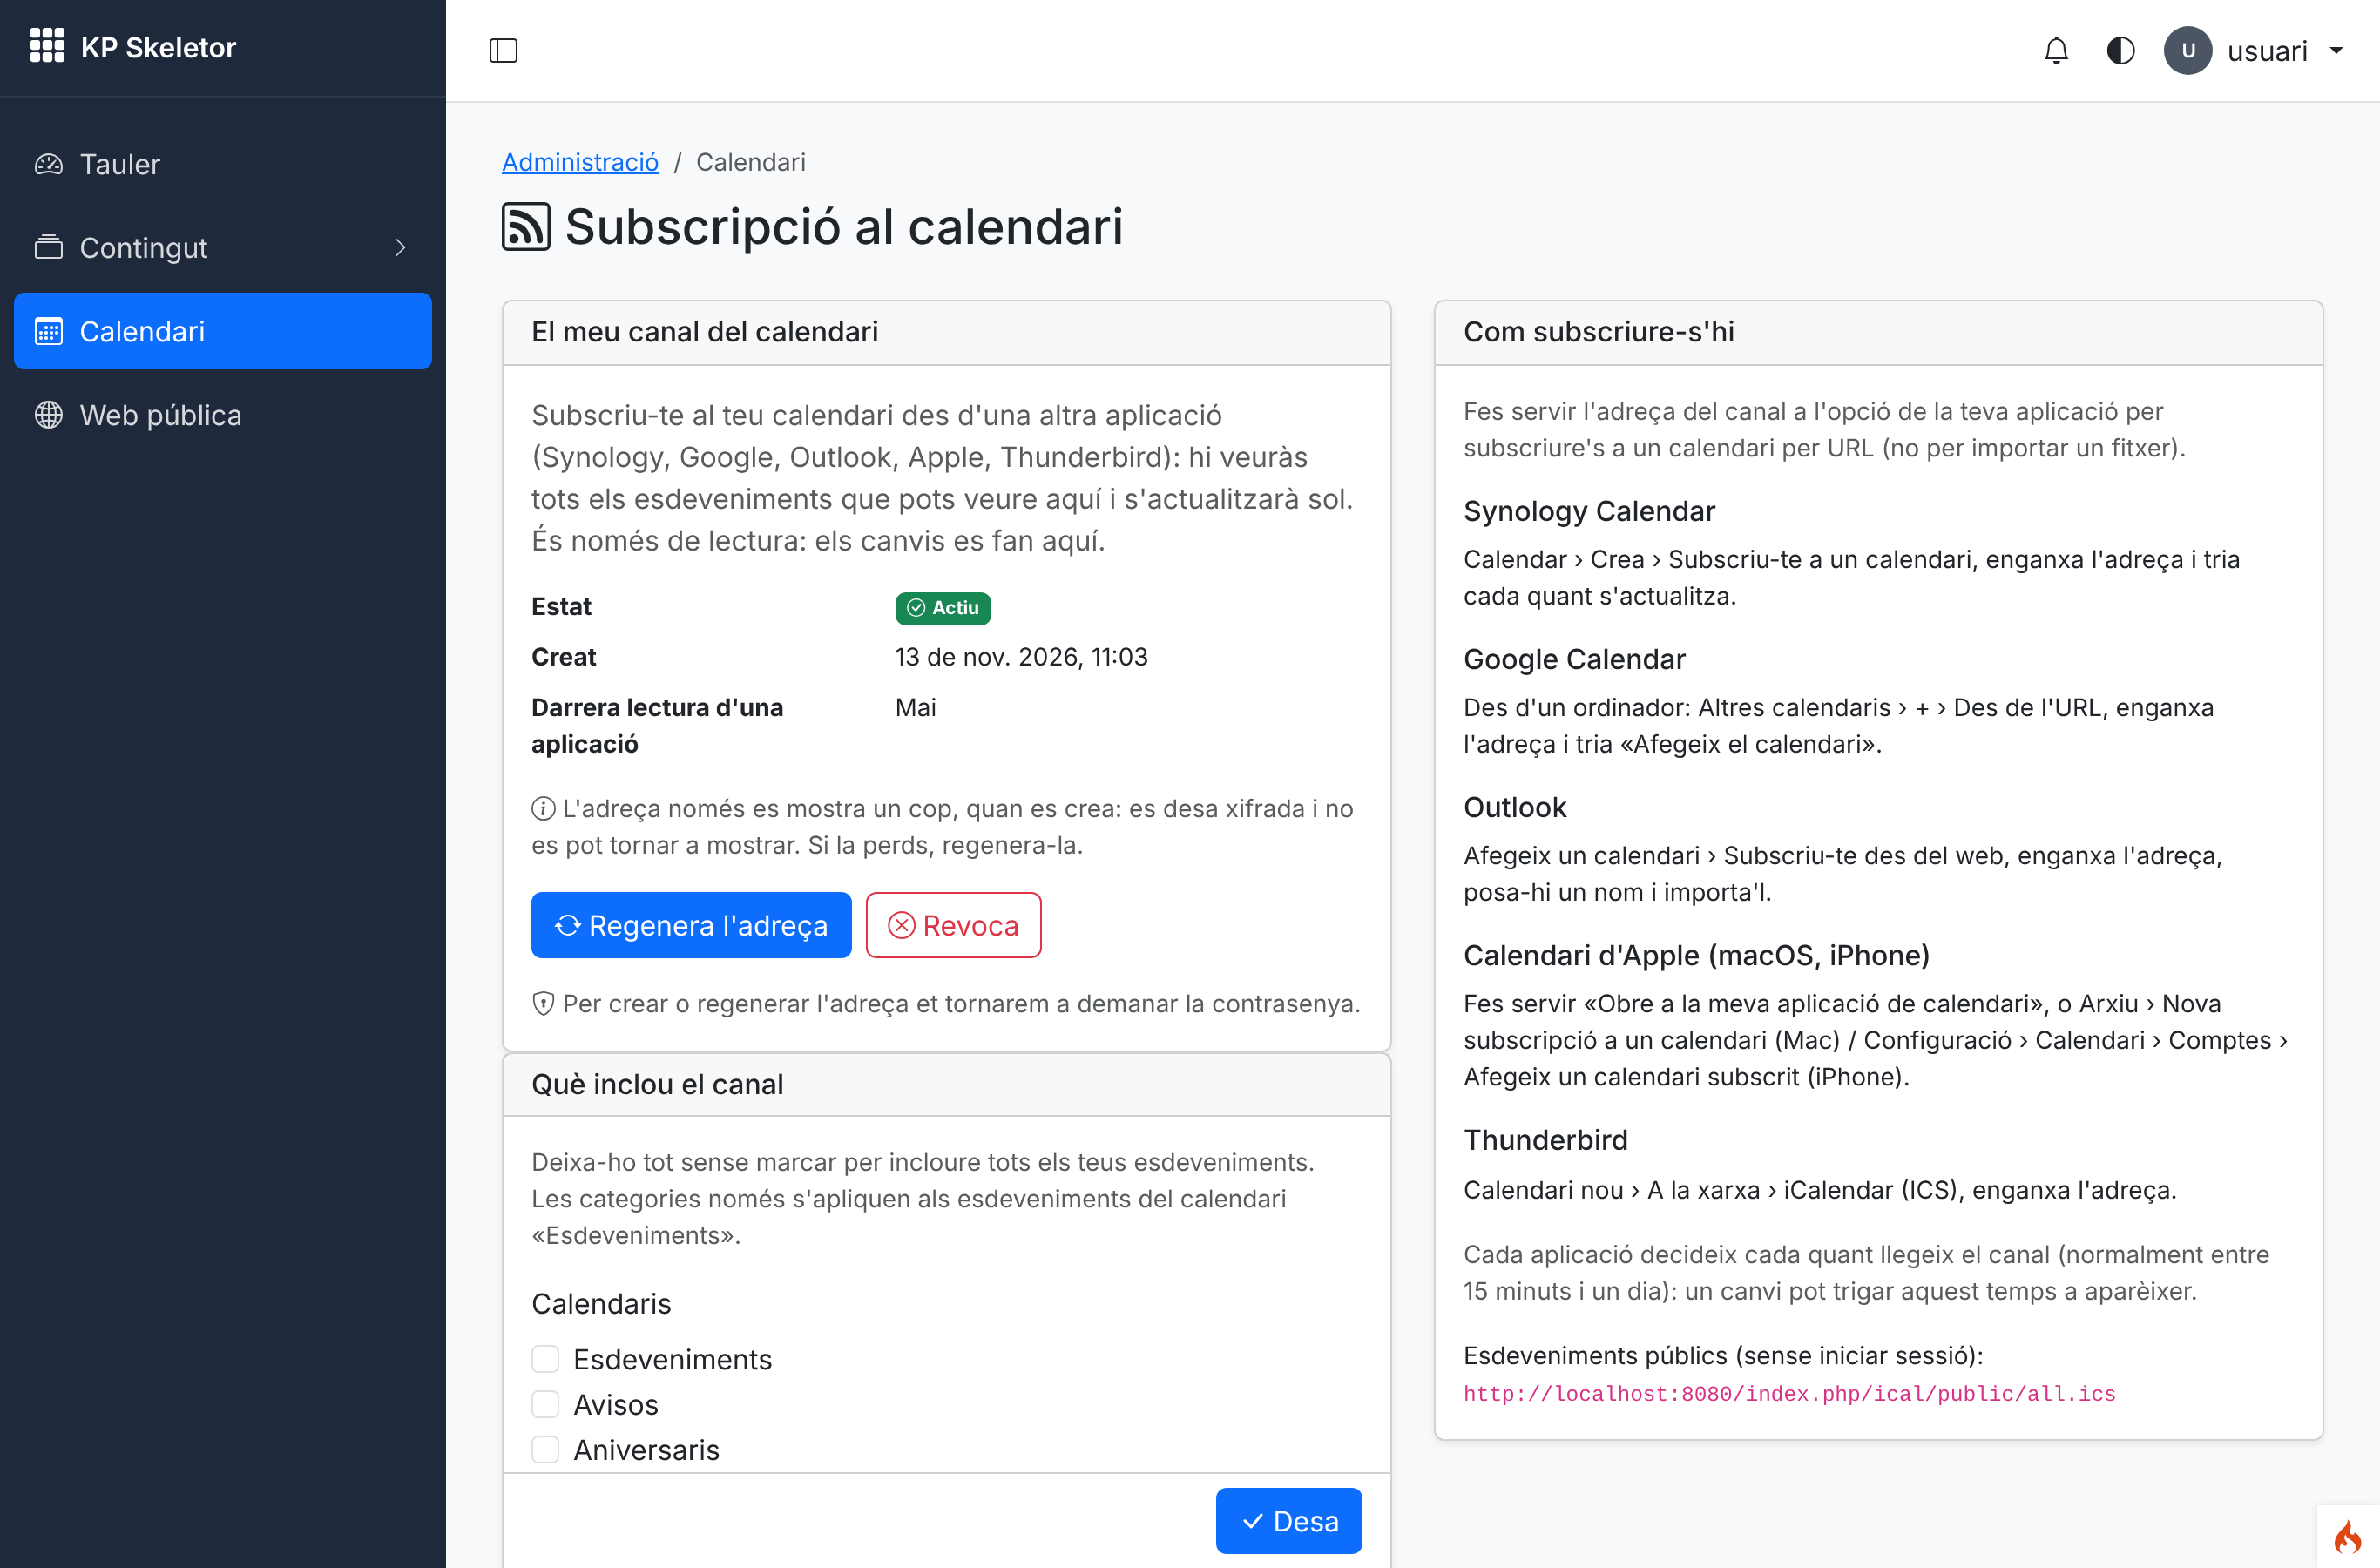 KP Skeletor
Tauler
Contingut
Calendari
Web pública
U
usuari
Administració / Calendari
Subscripció al calendari
El meu canal del calendari
Subscriu-te al teu calendari des d'una altra aplicació
(Synology, Google, Outlook, Apple, Thunderbird): hi veuràs
tots els esdeveniments que pots veure aquí i s'actualitzarà sol.
És només de lectura: els canvis es fan aquí.
Estat Actiu
Creat 13 de nov. 2026, 11:03
Darrera lectura d'una Mai
aplicació
L'adreça només es mostra un cop, quan es crea: es desa xifrada i no
es pot tornar a mostrar. Si la perds, regenera-la.
Regenera l'adreça Revoca
Per crear o regenerar l'adreça et tornarem a demanar la contrasenya.
Què inclou el canal
Deixa-ho tot sense marcar per incloure tots els teus esdeveniments.
Les categories només s'apliquen als esdeveniments del calendari
«Esdeveniments».
Calendaris
Esdeveniments
Avisos
Aniversaris
Desa
Com subscriure-s'hi
Fes servir l'adreça del canal a l'opció de la teva aplicació per
subscriure's a un calendari per URL (no per importar un fitxer).
Synology Calendar
Calendar › Crea › Subscriu-te a un calendari, enganxa l'adreça i tria
cada quant s'actualitza.
Google Calendar
Des d'un ordinador: Altres calendaris › + › Des de l'URL, enganxa
l'adreça i tria «Afegeix el calendari».
Outlook
Afegeix un calendari › Subscriu-te des del web, enganxa l'adreça,
posa-hi un nom i importa'l.
Calendari d'Apple (macOS, iPhone)
Fes servir «Obre a la meva aplicació de calendari», o Arxiu › Nova
subscripció a un calendari (Mac) / Configuració › Calendari › Comptes ›
Afegeix un calendari subscrit (iPhone).
Thunderbird
Calendari nou › A la xarxa › iCalendar (ICS), enganxa l'adreça.
Cada aplicació decideix cada quant llegeix el canal (normalment entre
15 minuts i un dia): un canvi pot trigar aquest temps a aparèixer.
Esdeveniments públics (sense iniciar sessió):
http://localhost:8080/index.php/ical/public/all.ics